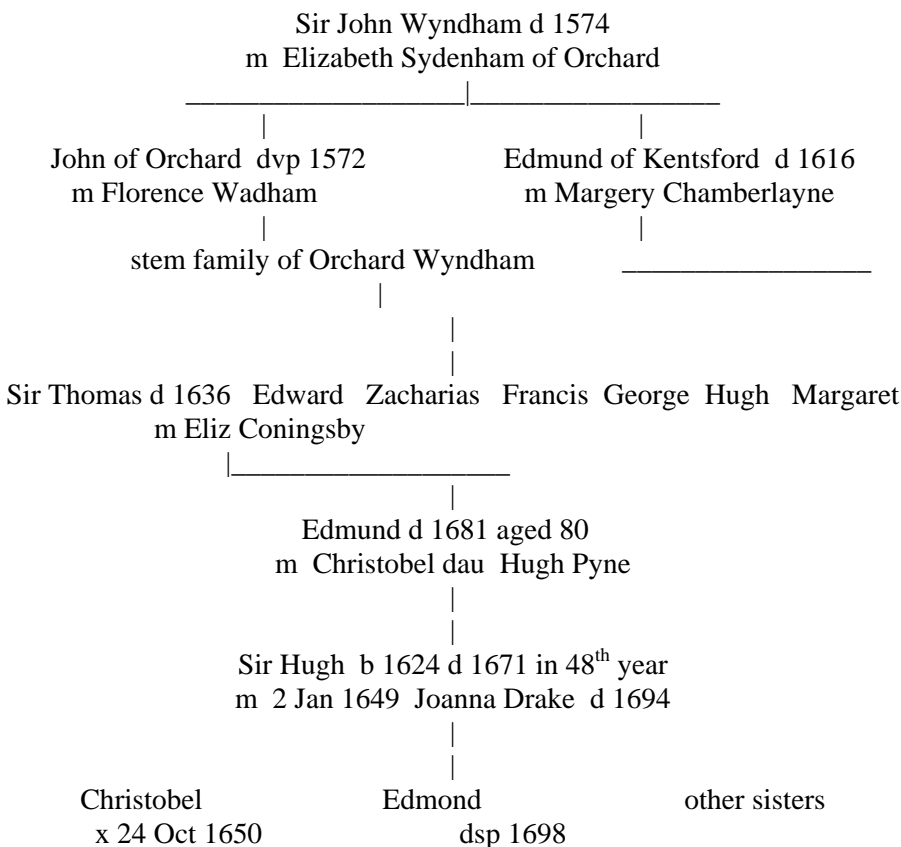 Sir John Wyndham d 1574
m Elizabeth Sydenham of Orchard
John of Orchard dvp 1572 Edmund of Kentsford d 1616
m Florence Wadham m Margery Chamberlayne
stem family of Orchard Wyndham
Sir Thomas d 1636 Edward Zacharias Francis George Hugh Margaret
m Eliz Coningsby
Edmund d 1681 aged 80
m Christobel dau Hugh Pyne
Sir Hugh b 1624 d 1671 in 48th year
m 2 Jan 1649 Joanna Drake d 1694
Christobel Edmond other sisters
x 24 Oct 1650 dsp 1698